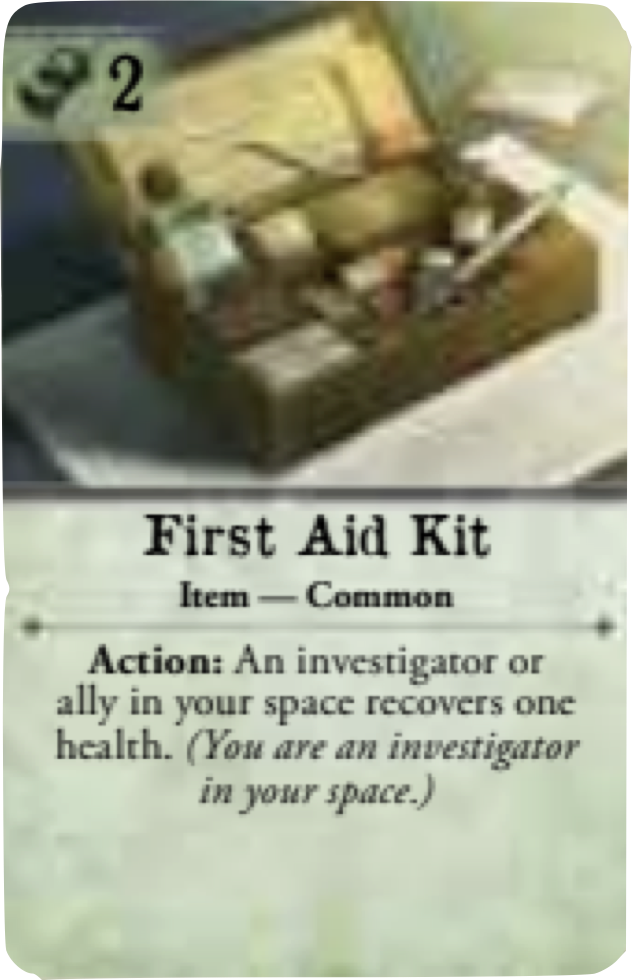 2
First Aid Kit
Item — Common
Action: An investigator or
ally in your space recovers one
health. (You are an investigator
in your space.)